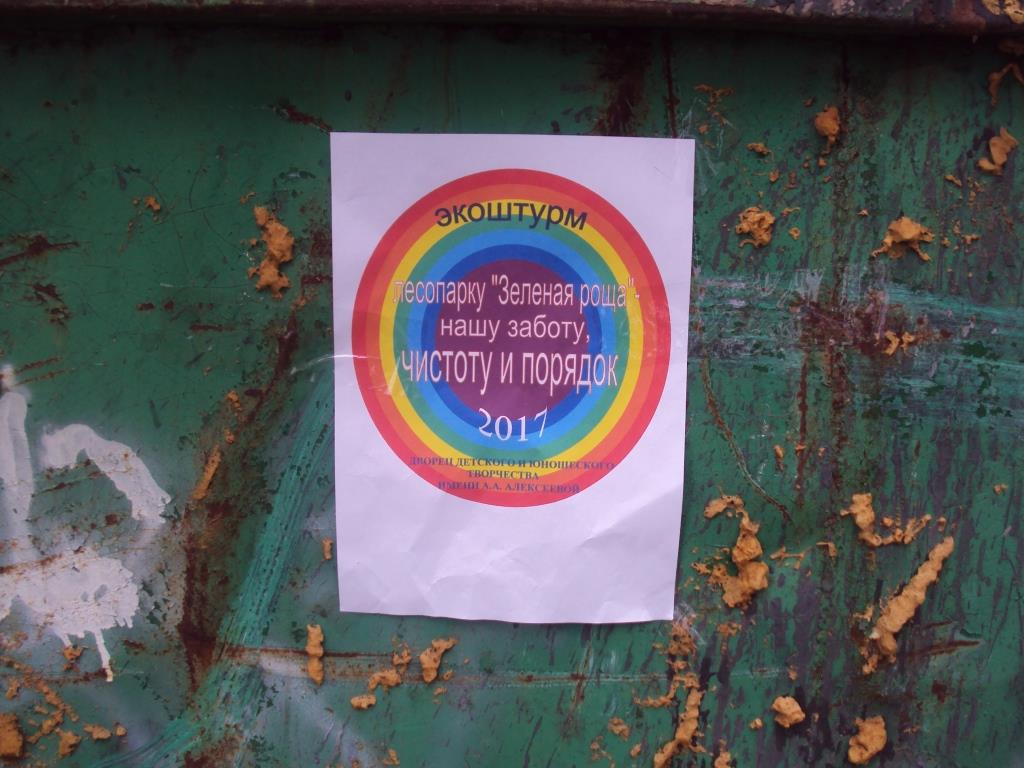 экоштурм
лесопарку "Зеленая роща"-
нашу заботу,
чистоту и порядок
2017
ДВОРЕЦ ДЕТСКОГО И ЮНОШЕСКОГО
ТВОРЧЕСТВА
ИМЕНИ А.А. АЛЕКСЕЕВОЙ